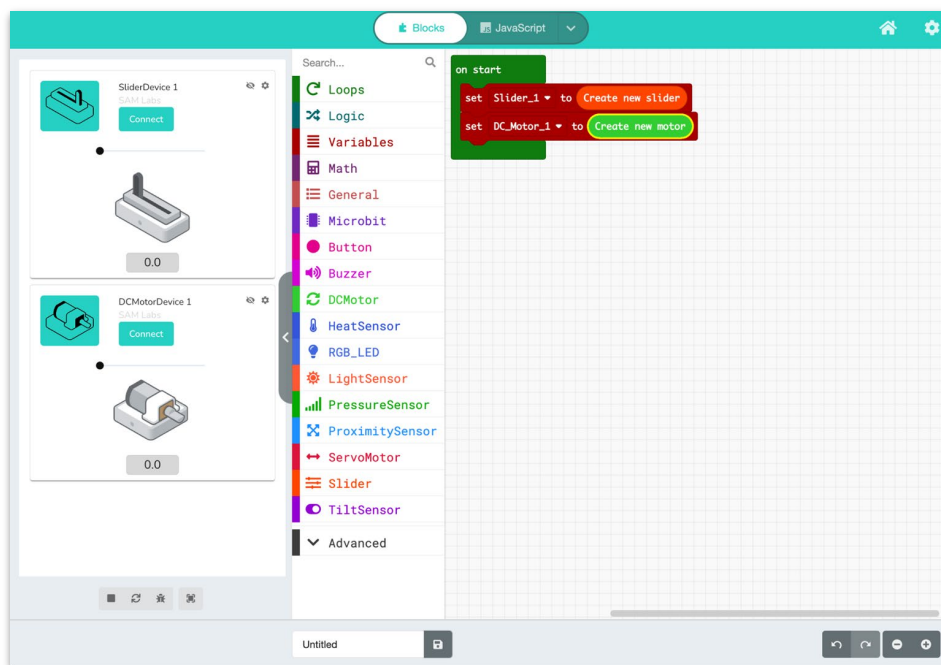 Blocks
JavaScript
SliderDevice 1
SAM Labs
Connect
0.0
DCMotorDevice 1
SAM Labs
Connect
0.0
Search...
Loops
Logic
Variables
Math
General
Microbit
Button
Buzzer
DCMotor
HeatSensor
RGB_LED
LightSensor
PressureSensor
ProximitySensor
ServoMotor
Slider
TiltSensor
Advanced
on start
set Slider_1 to Create new slider
set DC_Motor_1 to Create new motor
Untitled